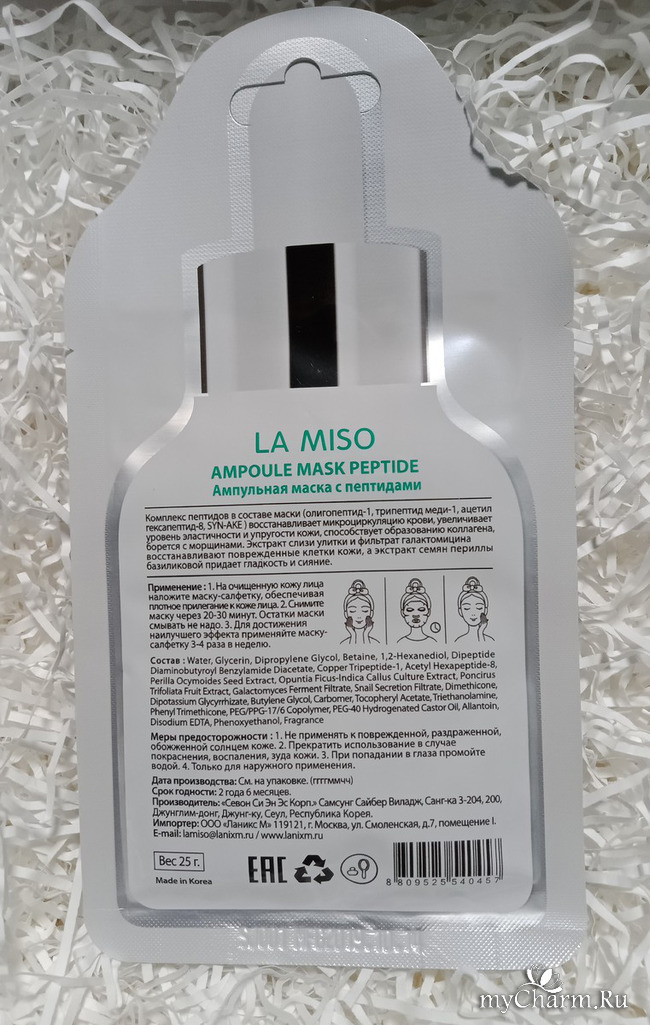 LA MISO
AMPOULE MASK PEPTIDE
Ампульная маска с пептидами
Комплекс пептидов в составе маски (олигопептид-1, трипептид меди-1, ацетил
гексапептид-8, SYN-AKE ) восстанавливает микроциркуляцию крови, увеличивает
уровень эластичности и упругости кожи, способствует образованию коллагена,
борется с морщинами. Экстракт слизи улитки и фильтрат галактомицина
восстанавливают поврежденные клетки кожи, а экстракт семян периллы
базиликовой придает гладкость и сияние.
Применение : 1. На очищенную кожу лица
наложите маску-салфетку, обеспечивая
плотное прилегание к коже лица. 2. Снимите
маску через 20-30 минут. Остатки маски
смывать не надо. 3. Для достижения
наилучшего эффекта применяйте маску-
салфетку 3-4 раза в неделю.
Состав : Water, Glycerin, Dipropylene Glycol, Betaine, 1,2-Hexanediol, Dipeptide
Diaminobutyroyl Benzylamide Diacetate, Copper Tripeptide-1, Acetyl Hexapeptide-8,
Perilla Ocymoides Seed Extract, Opuntia Ficus-Indica Callus Culture Extract, Poncirus
Trifoliata Fruit Extract, Galactomyces Ferment Filtrate, Snail Secretion Filtrate, Dimethicone,
Dipotassium Glycyrrhizate, Butylene Glycol, Carbomer, Tocopheryl Acetate, Triethanolamine,
Phenyl Trimethicone, PEG/PPG-17/6 Copolymer, PEG-40 Hydrogenated Castor Oil, Allantoin,
Disodium EDTA, Phenoxyethanol, Fragrance
Меры предосторожности : 1. Не применять к поврежденной, раздраженной,
обожженной солнцем коже. 2. Прекратить использование в случае
покраснения, воспаления, зуда кожи. 3. При попадании в глаза промойте
водой. 4. Только для наружного применения.
Дата производства: См. на упаковке. (ггггммчч)
Срок годности: 2 года 6 месяцев.
Производитель: «Севон Си Эн Эс Корп.» Самсунг Сайбер Виладж, Санг-ка 3-204, 200,
Джунглим-донг, Джунг-ку, Сеул, Республика Корея.
Импортер: ООО «Ланикс М» 119121, г. Москва, ул. Смоленская, д.7, помещение I.
E-mail: lamiso@lanixm.ru / www.lanixm.ru
Вес 25 г.
EAC
Made in Korea
8 809525 540457
myCharm.Ru